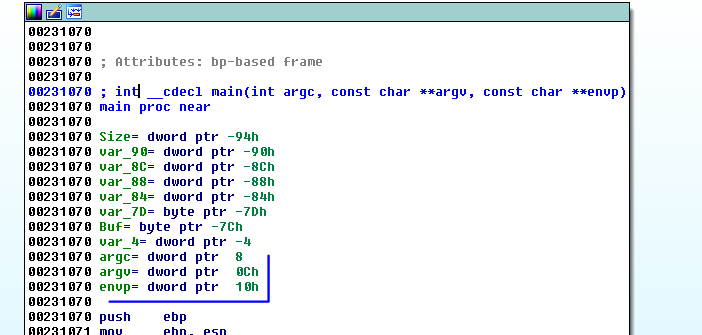 00231070
00231070
00231070 ; Attributes: bp-based frame
00231070
00231070 ; int __cdecl main(int argc, const char **argv, const char **envp)
00231070 main proc near
00231070
00231070 Size= dword ptr -94h
00231070 var_90= dword ptr -90h
00231070 var_8C= dword ptr -8Ch
00231070 var_88= dword ptr -88h
00231070 var_84= dword ptr -84h
00231070 var_7D= byte ptr -7Dh
00231070 Buf= byte ptr -7Ch
00231070 var_4= dword ptr -4
00231070 argc= dword ptr  8
00231070 argv= dword ptr  0Ch
00231070 envp= dword ptr  10h
00231070
00231070 push    ebp
00231071 mov     ebp, esp